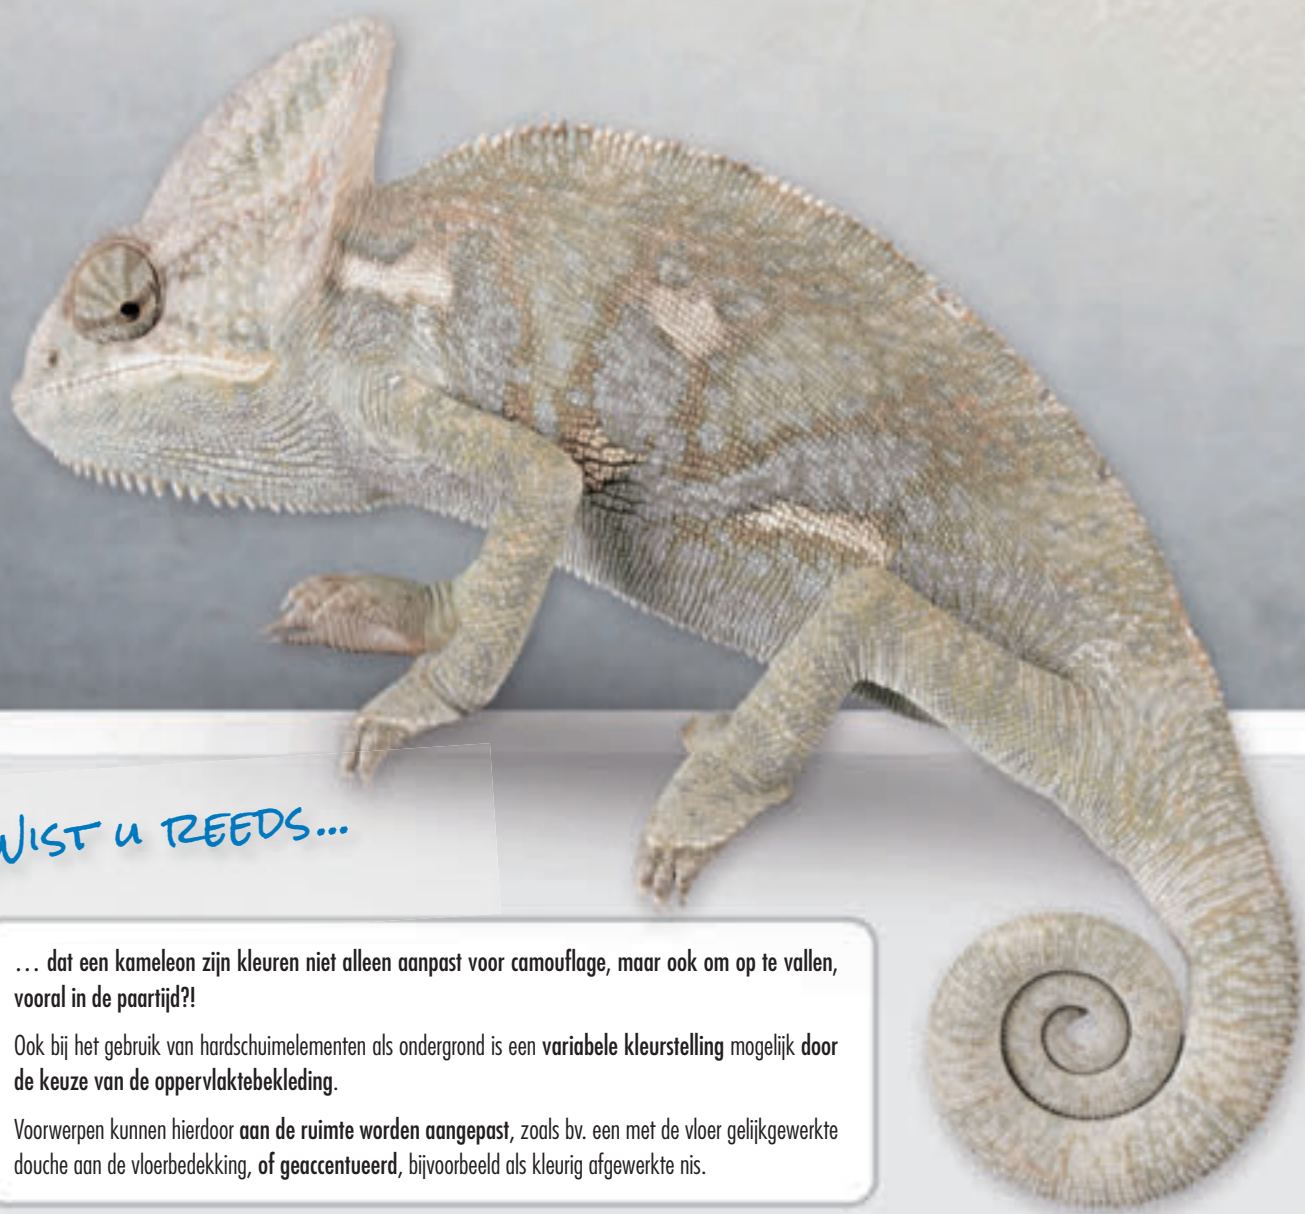 WIST U REEDS...
… dat een kameleon zijn kleuren niet alleen aanpast voor camouflage, maar ook om op te vallen,
vooral in de paartijd?!
Ook bij het gebruik van hardschuimelementen als ondergrond is een variabele kleurstelling mogelijk door
de keuze van de oppervlaktebekleding.
Voorwerpen kunnen hierdoor aan de ruimte worden aangepast, zoals bv. een met de vloer gelijkgewerkte
douche aan de vloerbedekking, of geaccentueerd, bijvoorbeeld als kleurig afgewerkte nis.